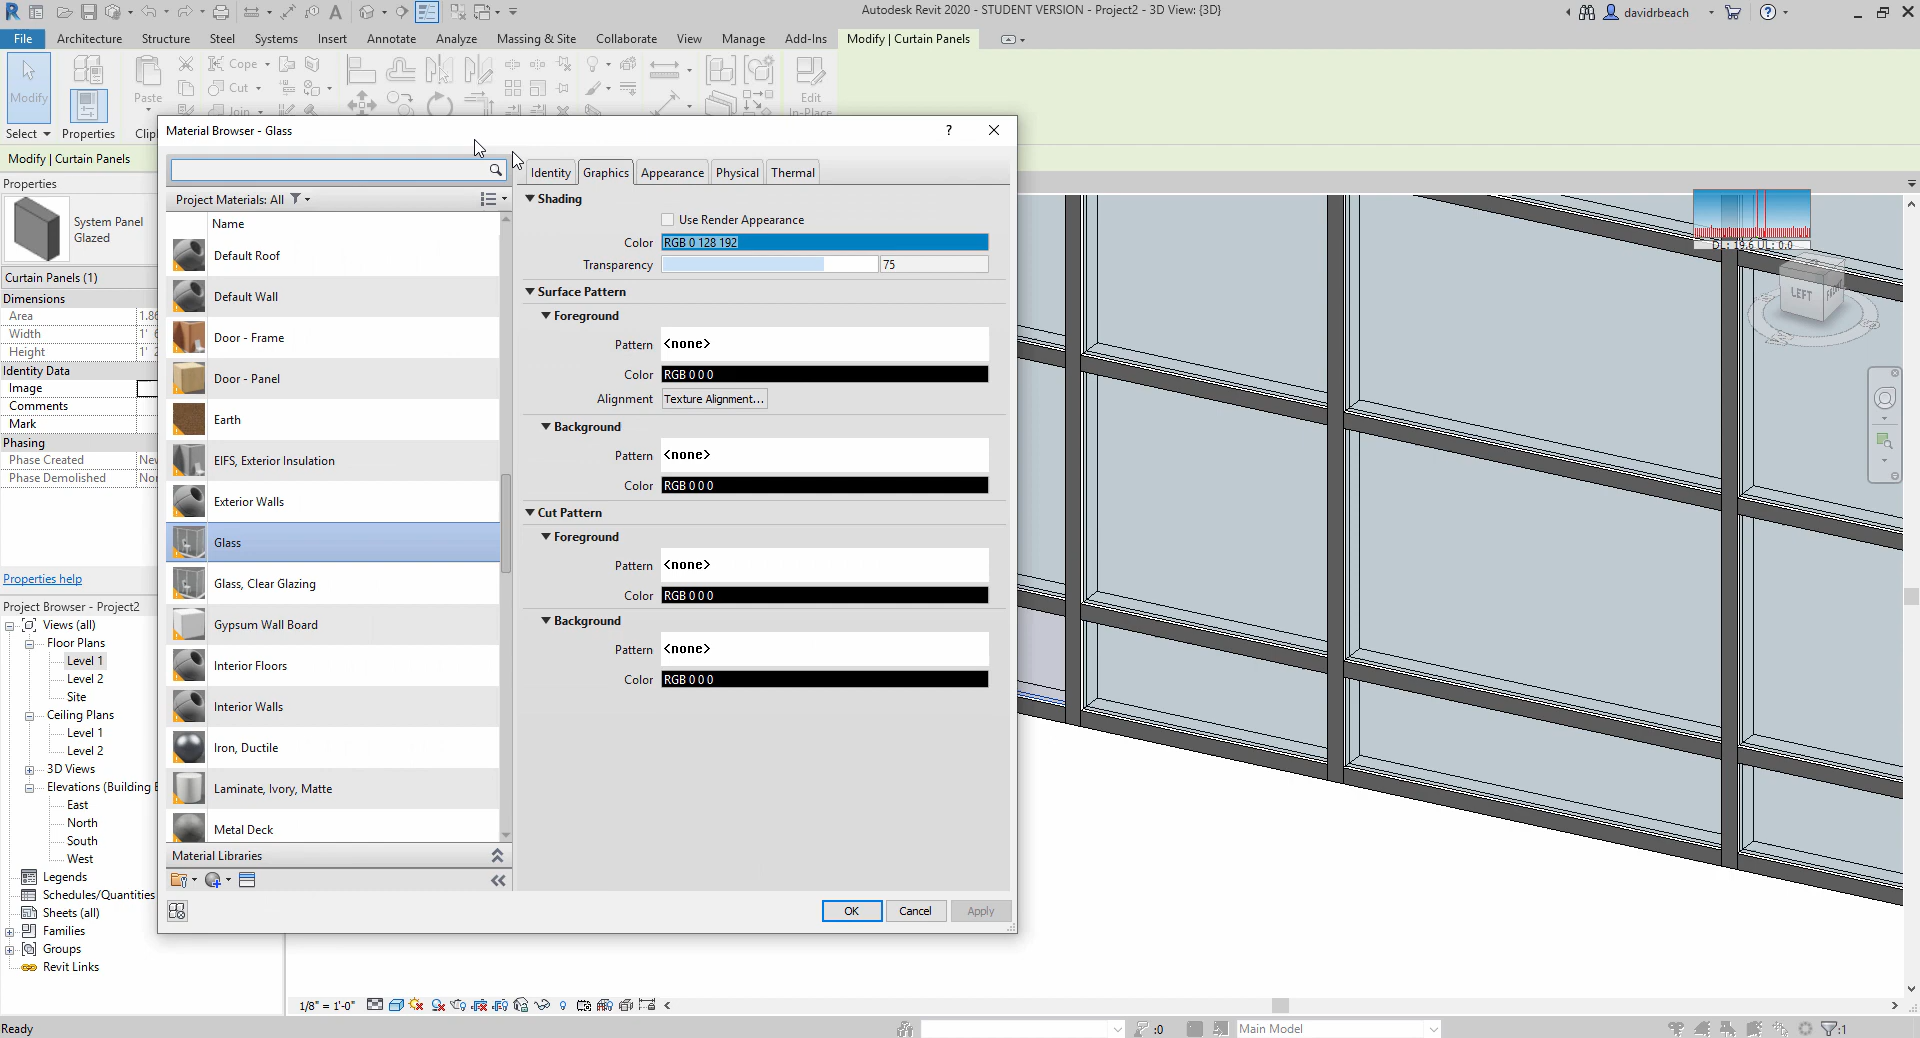 Autodesk Revit 2020 - STUDENT VERSION - Project2 - 3D View: {3D}
davidrbeach
File Architecture Structure Steel Systems Insert Annotate Analyze Massing & Site Collaborate View Manage Add-Ins Modify | Curtain Panels
Cope
Cut
Join
Modify
Paste
Edit
In-Place
Select
Properties
Modify | Curtain Panels
Properties
System Panel
Glazed
Curtain Panels (1)
Dimensions
Area
Width
Height
Identity Data
Image
Comments
Mark
Phasing
Phase Created
Phase Demolished
Properties help
Project Browser - Project2
Views (all)
Floor Plans
Level 1
Level 2
Site
Ceiling Plans
Level 1
Level 2
3D Views
Elevations (Building E
East
North
South
West
Legends
Schedules/Quantities
Sheets (all)
Families
Groups
Revit Links
Material Browser - Glass
?
Project Materials: All
Name
Default Roof
Default Wall
Door - Frame
Door - Panel
Earth
EIFS, Exterior Insulation
Exterior Walls
Glass
Glass, Clear Glazing
Gypsum Wall Board
Interior Floors
Interior Walls
Iron, Ductile
Laminate, Ivory, Matte
Metal Deck
Material Libraries
Identity Graphics Appearance Physical Thermal
Shading
Use Render Appearance
Color RGB 0 128 192
Transparency 75
Surface Pattern
Foreground
Pattern <none>
Color RGB 0 0 0
Alignment Texture Alignment...
Background
Pattern <none>
Color RGB 0 0 0
Cut Pattern
Foreground
Pattern <none>
Color RGB 0 0 0
Background
Pattern <none>
Color RGB 0 0 0
OK Cancel Apply
DL: 19.6 UL: 0.0
LEFT
1/8" = 1'-0"
Ready
:0
Main Model
:1